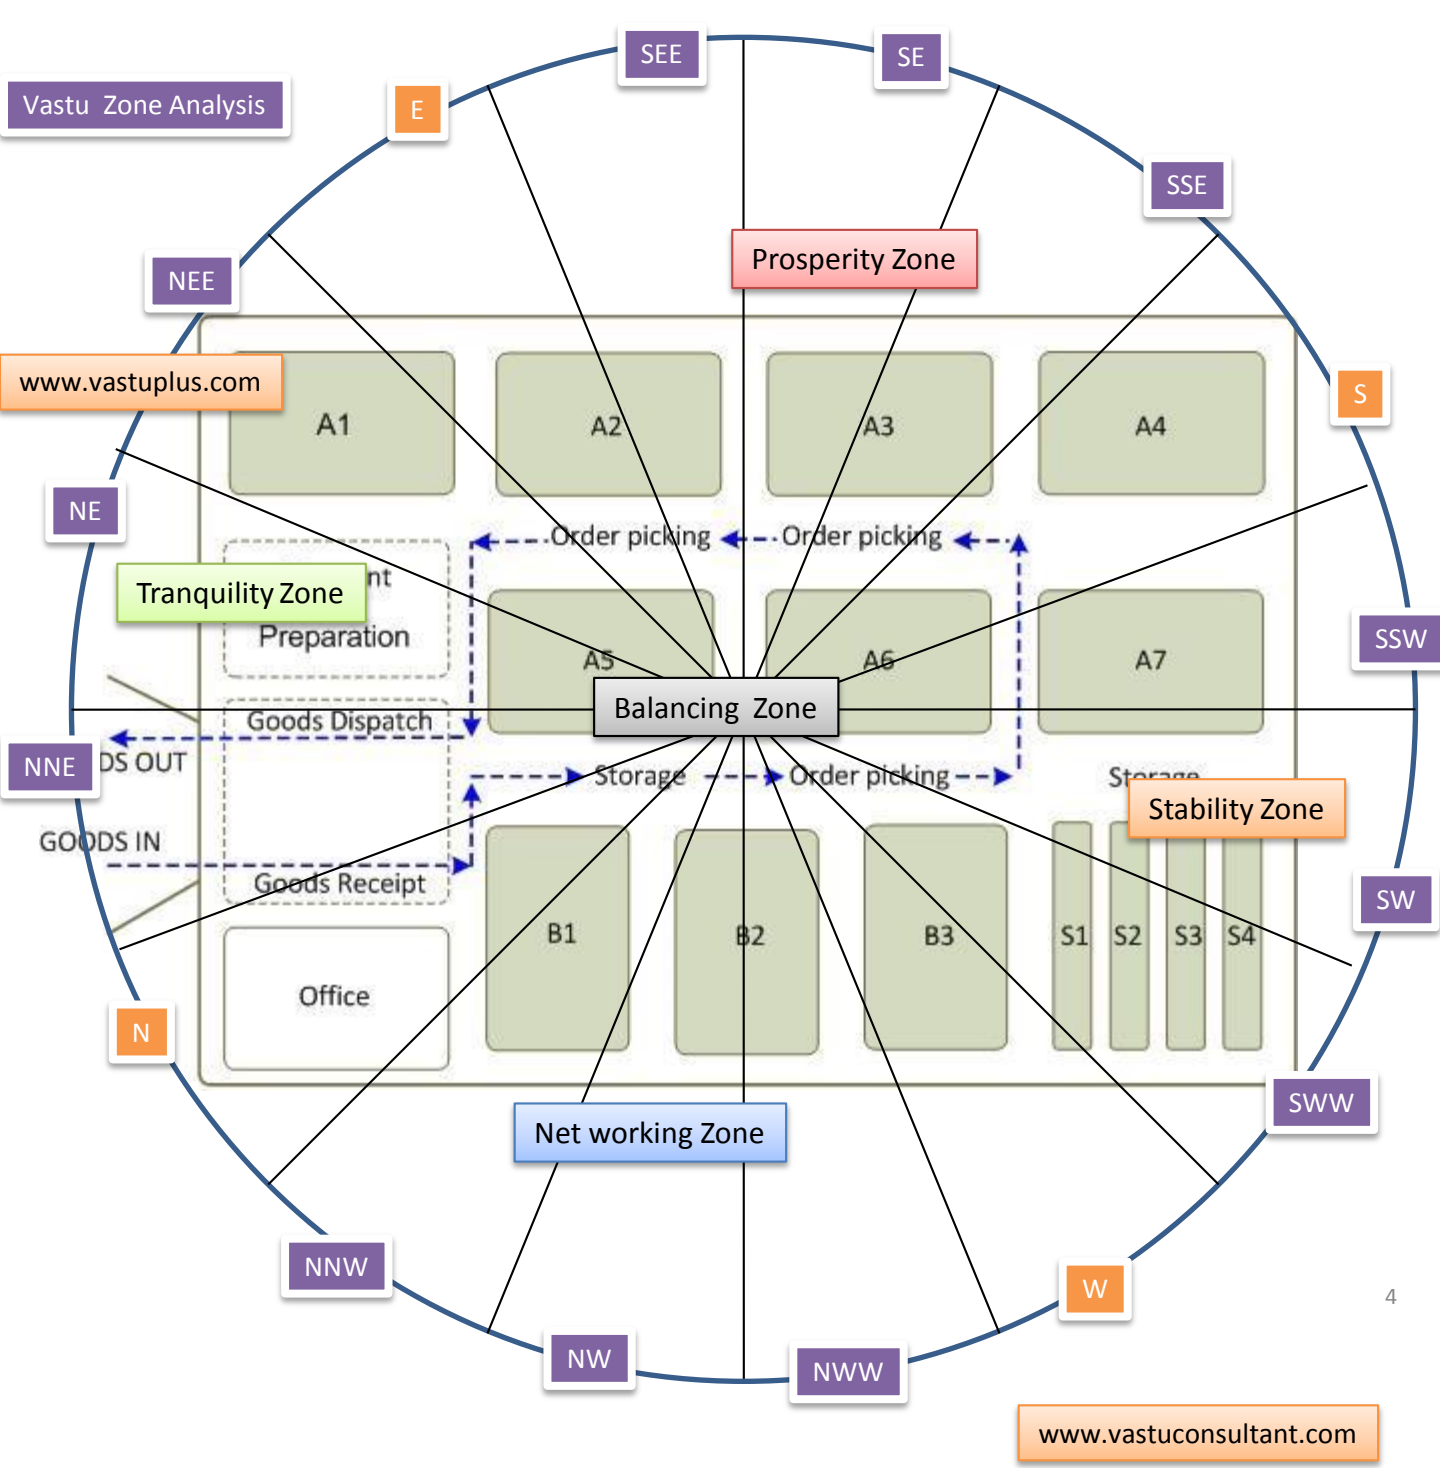 SEE
SE
Vastu  Zone Analysis
E
SSE
Prosperity Zone
NEE
www.vastuplus.com
S
A1
A2
A3
A4
NE
Order picking
Order picking
nt
Tranquility Zone
Preparation
SSW
A5
A6
A7
Balancing  Zone
Goods Dispatch
NNE
DS OUT
Storage
Order picking
Storage
Stability Zone
GOODS IN
Goods Receipt
SW
B1
B2
B3
S1
S2
S3
S4
Office
N
SWW
Net working Zone
NNW
W
4
NW
NWW
www.vastuconsultant.com